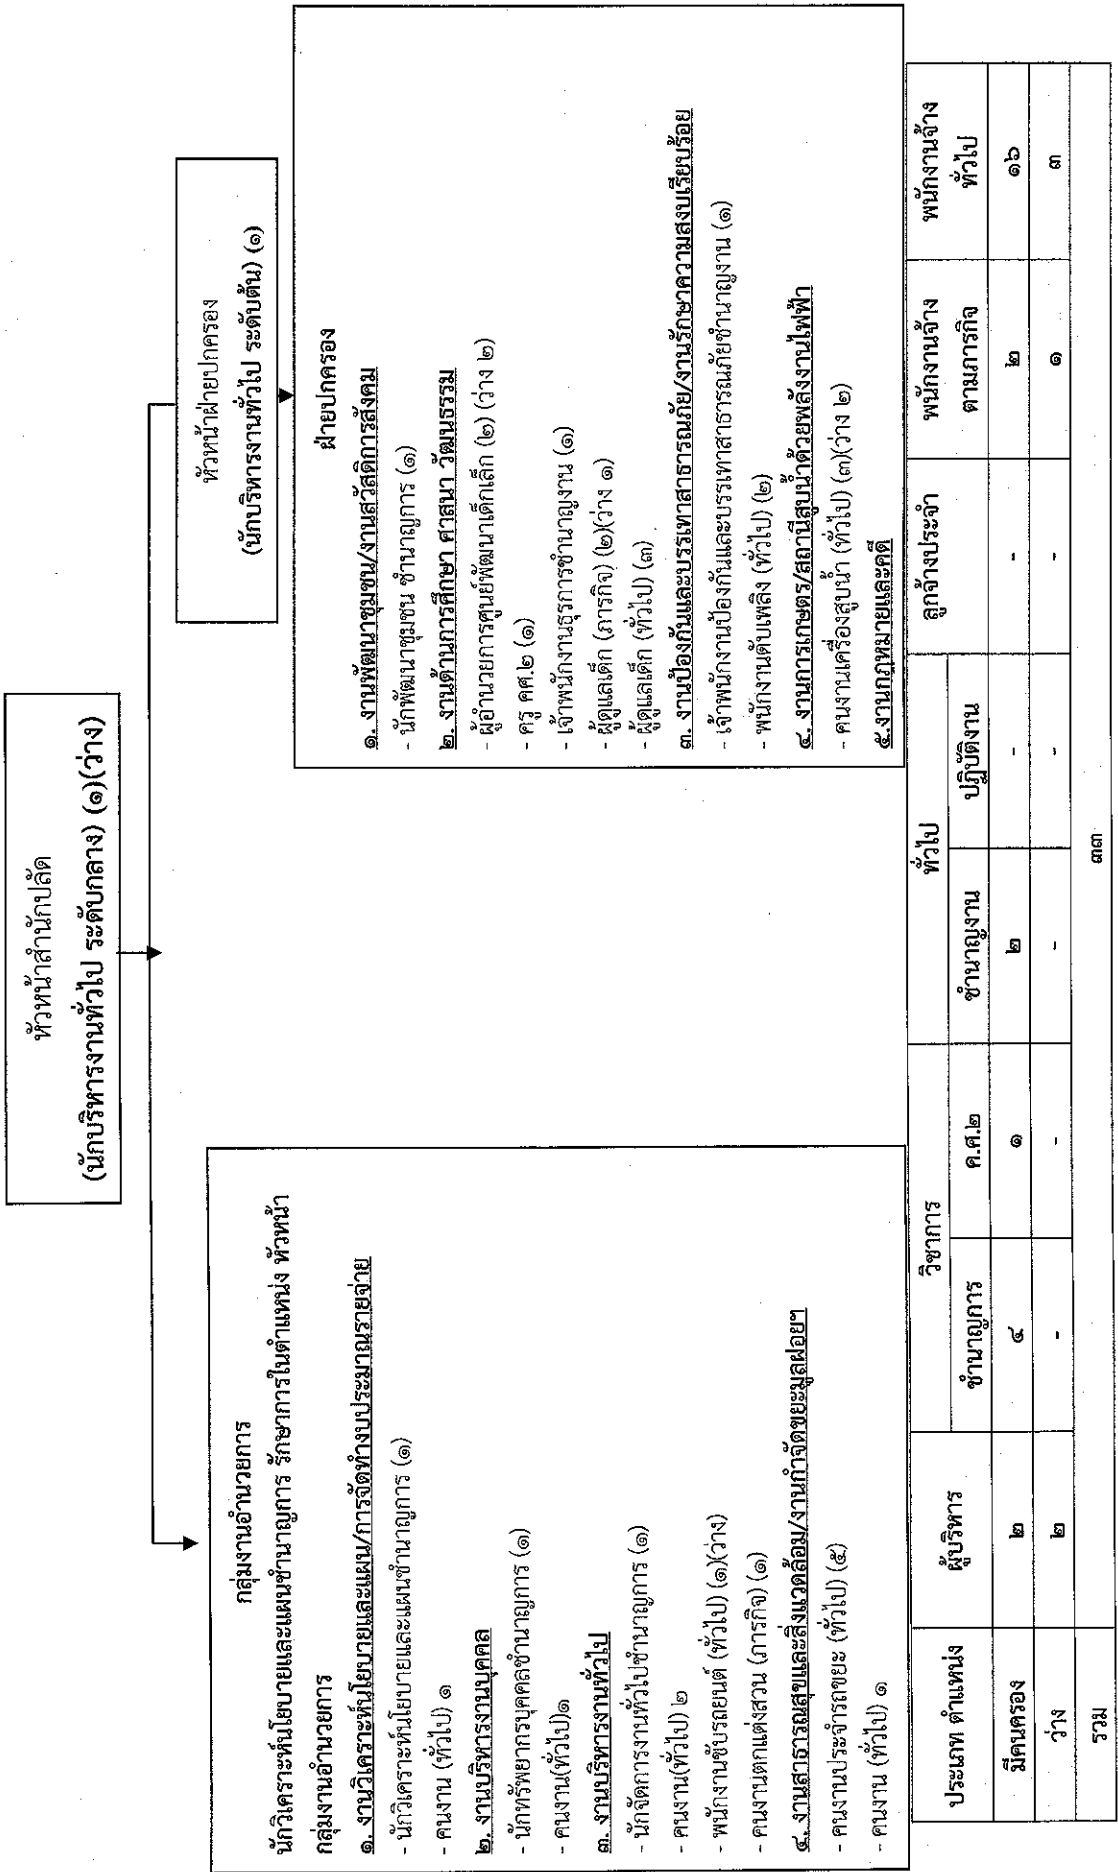 หัวหน้าสำนักปลัด
(นักบริหารงานทั่วไป ระดับกลาง) (๑)(ว่าง)
หัวหน้าฝ่ายปกครอง
(นักบริหารงานทั่วไป ระดับต้น) (๑)
กลุ่มงานอำนวยการ
นักวิเคราะห์นโยบายและแผนชำนาญการ รักษาการในตำแหน่ง หัวหน้า
กลุ่มงานอำนวยการ
๑. งานวิเคราะห์นโยบายและแผน/การจัดทำงบประมาณรายจ่าย
- นักวิเคราะห์นโยบายและแผนชำนาญการ (๑)
- คนงาน (ทั่วไป) ๑
๒. งานบริหารงานบุคคล
- นักทรัพยากรบุคคลชำนาญการ (๑)
- คนงาน(ทั่วไป)๑
๓. งานบริหารงานทั่วไป
- นักจัดการงานทั่วไปชำนาญการ (๑)
- คนงาน(ทั่วไป) ๒
- พนักงานขับรถยนต์ (ทั่วไป) (๑)(ว่าง)
- คนงานตกแต่งสวน (ภารกิจ) (๑)
๔. งานสาธารณสุขและสิ่งแวดล้อม/งานกำจัดขยะมูลฝอยฯ
- คนงานประจำรถขยะ (ทั่วไป) (๕)
- คนงาน (ทั่วไป) ๑
ฝ่ายปกครอง
๑. งานพัฒนาชุมชน/งานสวัสดิการสังคม
- นักพัฒนาชุมชน ชำนาญการ (๑)
๒. งานด้านการศึกษา ศาสนา วัฒนธรรม
- ผู้อำนวยการศูนย์พัฒนาเด็กเล็ก (๒) (ว่าง ๒)
- ครู คศ.๒ (๑)
- เจ้าพนักงานธุรการชำนาญงาน (๑)
- ผู้ดูแลเด็ก (ภารกิจ) (๒)(ว่าง ๑)
- ผู้ดูแลเด็ก (ทั่วไป) (๓)
๓. งานป้องกันและบรรเทาสาธารณภัย/งานรักษาความสงบเรียบร้อย
- เจ้าพนักงานป้องกันและบรรเทาสาธารณภัยชำนาญงาน (๑)
- พนักงานดับเพลิง (ทั่วไป) (๒)
๔. งานการเกษตร/สถานีสูบน้ำด้วยพลังงานไฟฟ้า
- คนงานเครื่องสูบน้ำ (ทั่วไป) (๓)(ว่าง ๒)
๕.งานกฎหมายและคดี
ประเภท ตำแหน่ง ผู้บริหาร วิชาการ ทั่วไป ลูกจ้างประจำ พนักงานจ้าง พนักงานจ้าง
ชำนาญการ ค.ศ.๒ ชำนาญงาน ปฏิบัติงาน ตามภารกิจ ทั่วไป
มีคนครอง ๒ ๔ ๑ ๒ - - ๒ ๑๖
ว่าง ๒ - - - - - ๑ ๓
รวม ๓๓